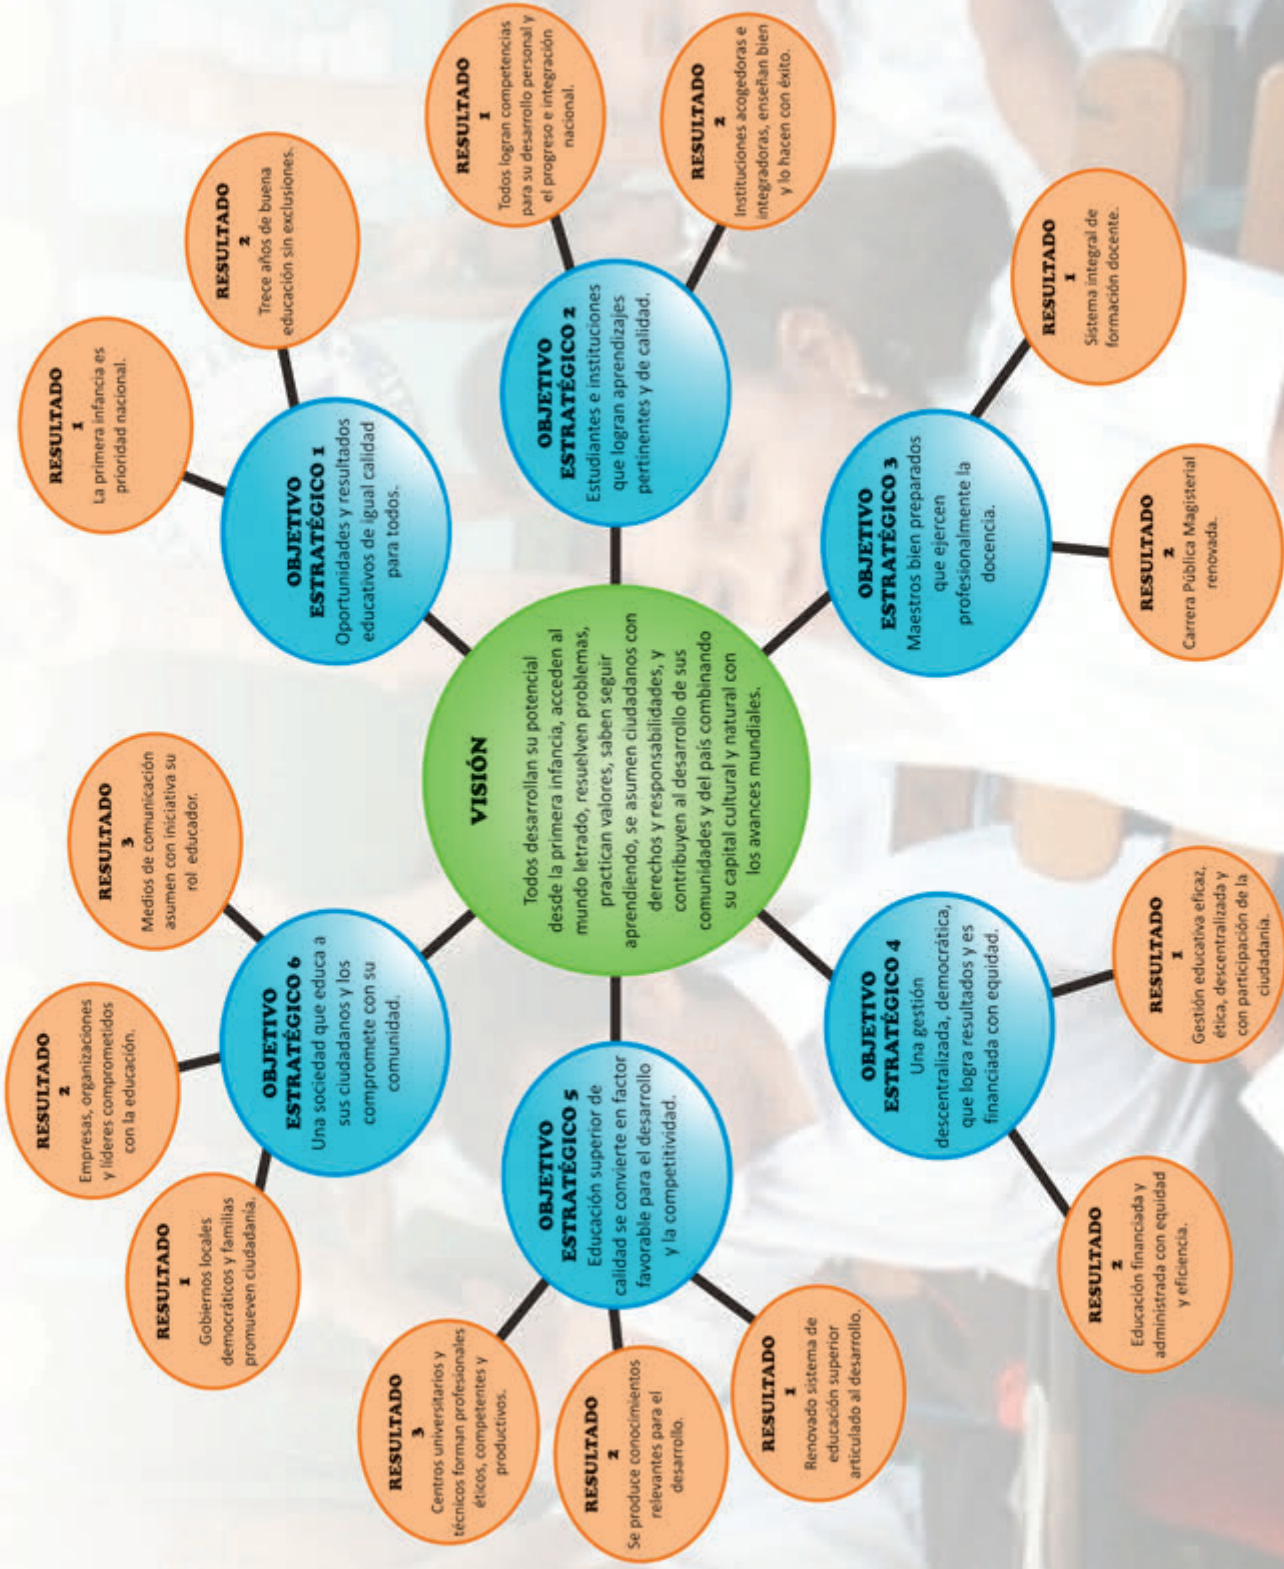 VISIÓN
Todos desarrollan su potencial
desde la primera infancia, acceden al
mundo letrado, resuelven problemas,
practican valores, saben seguir
aprendiendo, se asumen ciudadanos con
derechos y responsabilidades, y
contribuyen al desarrollo de sus
comunidades y del país combinando
su capital cultural y natural con
los avances mundiales.
OBJETIVO
ESTRATÉGICO 1
Oportunidades y resultados
educativos de igual calidad
para todos.
RESULTADO
1
La primera infancia es
prioridad nacional.
RESULTADO
2
Trece años de buena
educación sin exclusiones.
OBJETIVO
ESTRATÉGICO 2
Estudiantes e instituciones
que logran aprendizajes
pertinentes y de calidad.
RESULTADO
1
Todos logran competencias
para su desarrollo personal y
el progreso e integración
nacional.
RESULTADO
2
Instituciones acogedoras e
integradoras, enseñan bien
y lo hacen con éxito.
OBJETIVO
ESTRATÉGICO 3
Maestros bien preparados
que ejercen
profesionalmente la
docencia.
RESULTADO
1
Sistema integral de
formación docente.
RESULTADO
2
Carrera Pública Magisterial
renovada.
OBJETIVO
ESTRATÉGICO 4
Una gestión
descentralizada, democrática,
que logra resultados y es
financiada con equidad.
RESULTADO
1
Gestión educativa eficaz,
ética, descentralizada y
con participación de la
ciudadanía.
RESULTADO
2
Educación financiada y
administrada con equidad
y eficiencia.
OBJETIVO
ESTRATÉGICO 5
Educación superior de
calidad se convierte en factor
favorable para el desarrollo
y la competitividad.
RESULTADO
1
Renovado sistema de
educación superior
articulado al desarrollo.
RESULTADO
2
Se produce conocimientos
relevantes para el
desarrollo.
RESULTADO
3
Centros universitarios y
técnicos forman profesionales
éticos, competentes y
productivos.
OBJETIVO
ESTRATÉGICO 6
Una sociedad que educa a
sus ciudadanos y los
compromete con su
comunidad.
RESULTADO
1
Gobiernos locales
democráticos y familias
promueven ciudadanía.
RESULTADO
2
Empresas, organizaciones
y líderes comprometidos
con la educación.
RESULTADO
3
Medios de comunicación
asumen con iniciativa su
rol educador.